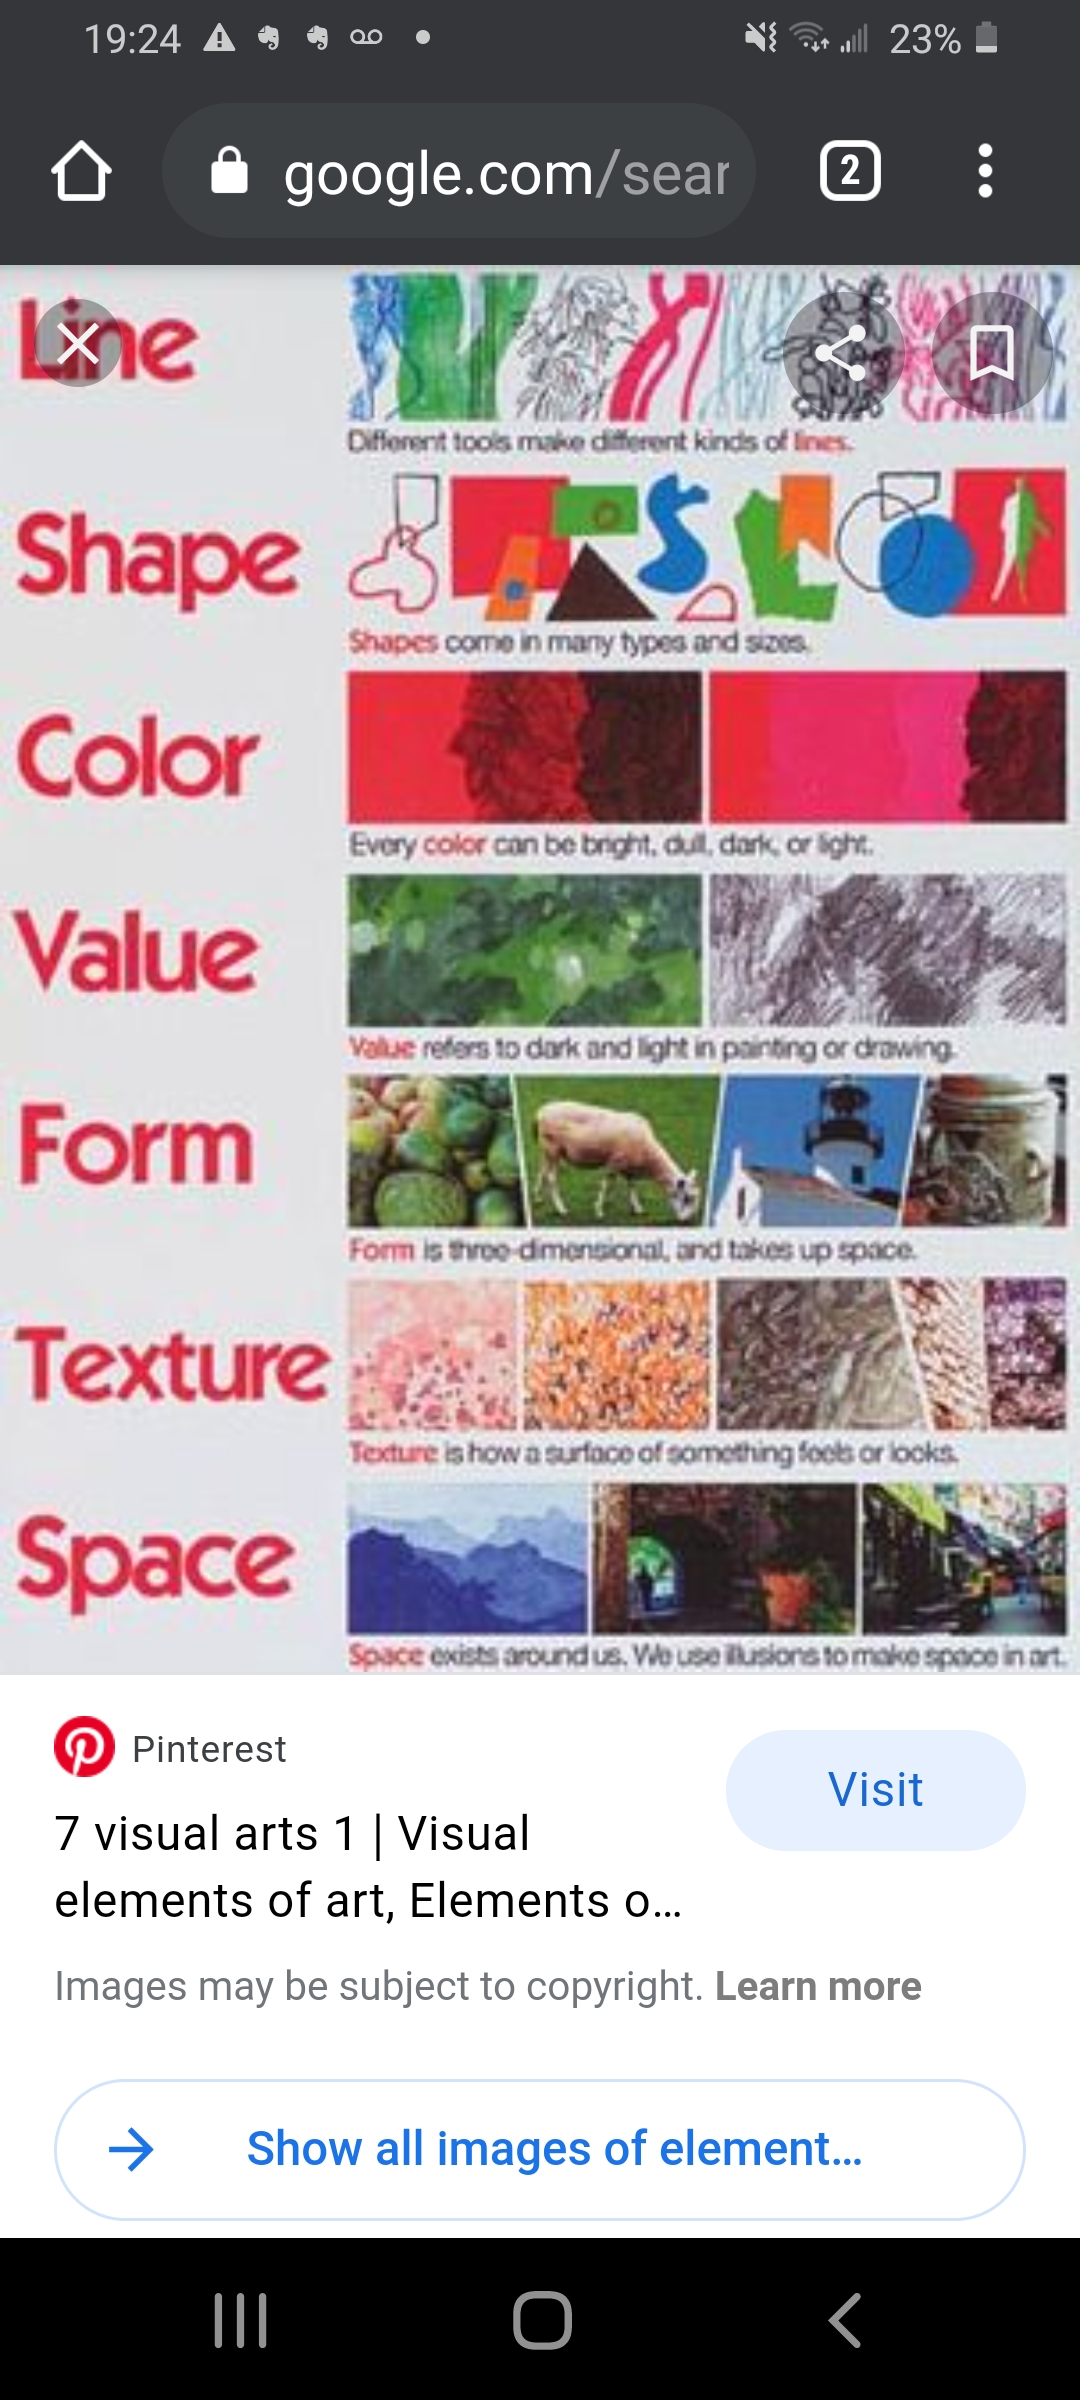 19:24
23%
google.com/sear
2
Line
Different tools make different kinds of lines.
Shape
Shapes come in many types and sizes.
Color
Every color can be bright, dull, dark, or light.
Value
Value refers to dark and light in painting or drawing.
Form
Form is three-dimensional, and takes up space.
Texture
Texture is how a surface of something feels or looks.
Space
Space exists around us. We use illusions to make space in art.
Pinterest
Visit
7 visual arts 1 | Visual
elements of art, Elements o...
Images may be subject to copyright. Learn more
Show all images of element...